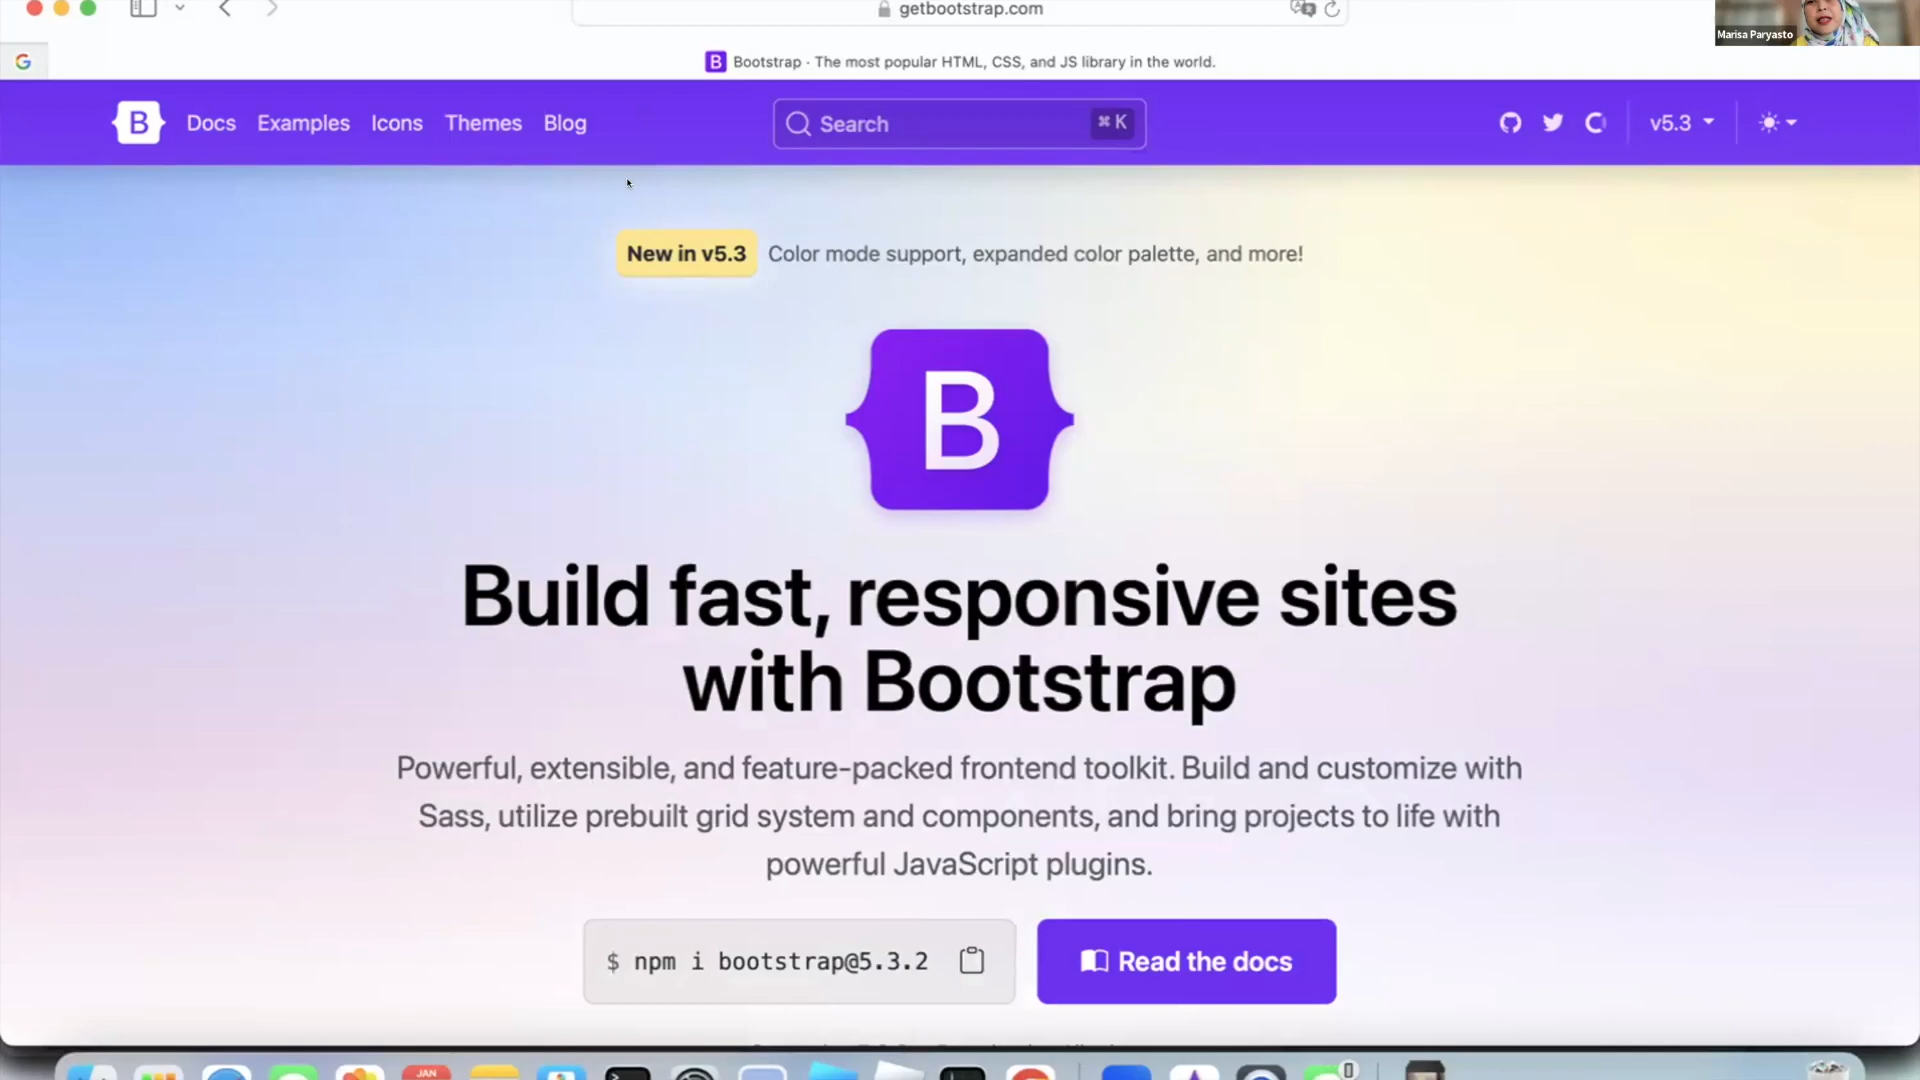 getbootstrap.com
Marisa Paryasto
Bootstrap · The most popular HTML, CSS, and JS library in the world.
B Docs Examples Icons Themes Blog Search ⌘ K v5.3
New in v5.3 Color mode support, expanded color palette, and more!
B
Build fast, responsive sites
with Bootstrap
Powerful, extensible, and feature-packed frontend toolkit. Build and customize with
Sass, utilize prebuilt grid system and components, and bring projects to life with
powerful JavaScript plugins.
$ npm i bootstrap@5.3.2 Read the docs
JAN